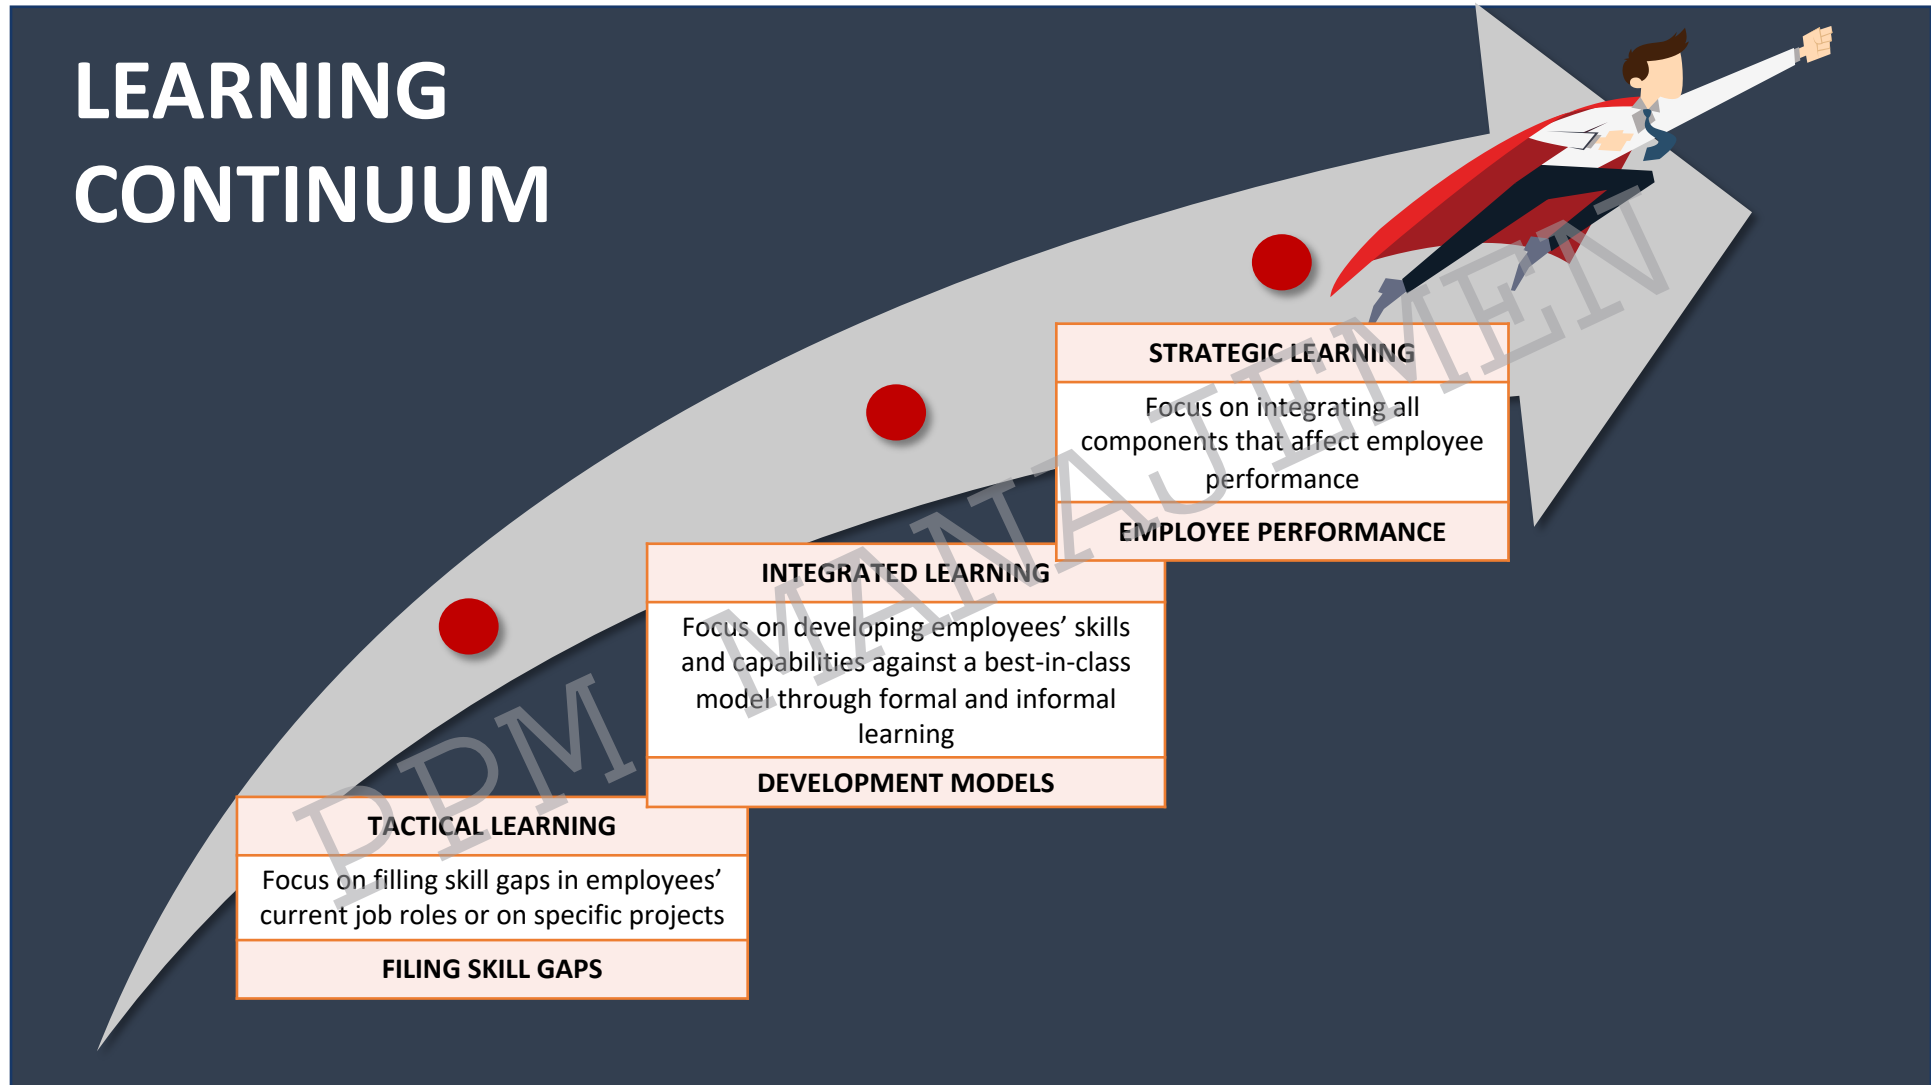 LEARNING
CONTINUUM
STRATEGIC LEARNING
Focus on integrating all
components that affect employee
performance
EMPLOYEE PERFORMANCE
INTEGRATED LEARNING
Focus on developing employees’ skills
and capabilities against a best-in-class
model through formal and informal
learning
DEVELOPMENT MODELS
TACTICAL LEARNING
Focus on filling skill gaps in employees’
current job roles or on specific projects
FILING SKILL GAPS
PPM MANAJEMEN